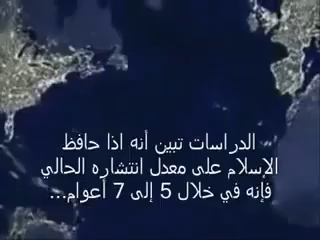 الدراسات تبين أنه اذا حافظ
الإسلام على معدل انتشاره الحالي
فإنه في خلال 5 إلى 7 أعوام...